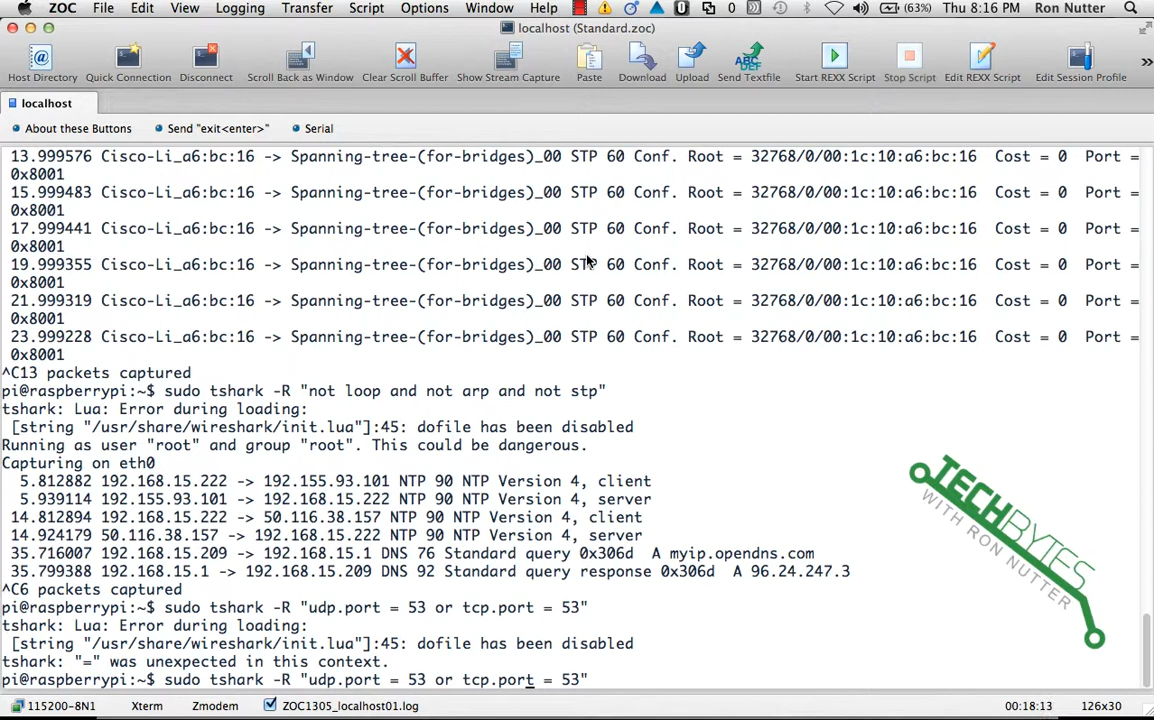 ZOC File Edit View Logging Transfer Script Options Window Help 0 0 (63%) Thu 8:16 PM Ron Nutter
localhost (Standard.zoc)
ABC
DEF
Host Directory Quick Connection Disconnect Scroll Back as Window Clear Scroll Buffer Show Stream Capture Paste Download Upload Send Textfile Start REXX Script Stop Script Edit REXX Script Edit Session Profile
localhost
About these Buttons Send "exit<enter>" Serial
13.999576 Cisco-Li_a6:bc:16 -> Spanning-tree-(for-bridges)_00 STP 60 Conf. Root = 32768/0/00:1c:10:a6:bc:16 Cost = 0 Port =
0x8001
15.999483 Cisco-Li_a6:bc:16 -> Spanning-tree-(for-bridges)_00 STP 60 Conf. Root = 32768/0/00:1c:10:a6:bc:16 Cost = 0 Port =
0x8001
17.999441 Cisco-Li_a6:bc:16 -> Spanning-tree-(for-bridges)_00 STP 60 Conf. Root = 32768/0/00:1c:10:a6:bc:16 Cost = 0 Port =
0x8001
19.999355 Cisco-Li_a6:bc:16 -> Spanning-tree-(for-bridges)_00 STP 60 Conf. Root = 32768/0/00:1c:10:a6:bc:16 Cost = 0 Port =
0x8001
21.999319 Cisco-Li_a6:bc:16 -> Spanning-tree-(for-bridges)_00 STP 60 Conf. Root = 32768/0/00:1c:10:a6:bc:16 Cost = 0 Port =
0x8001
23.999228 Cisco-Li_a6:bc:16 -> Spanning-tree-(for-bridges)_00 STP 60 Conf. Root = 32768/0/00:1c:10:a6:bc:16 Cost = 0 Port =
0x8001
^C13 packets captured
pi@raspberrypi:~$ sudo tshark -R "not loop and not arp and not stp"
tshark: Lua: Error during loading:
[string "/usr/share/wireshark/init.lua"]:45: dofile has been disabled
Running as user "root" and group "root". This could be dangerous.
Capturing on eth0
5.812882 192.168.15.222 -> 192.155.93.101 NTP 90 NTP Version 4, client
5.939114 192.155.93.101 -> 192.168.15.222 NTP 90 NTP Version 4, server
14.812894 192.168.15.222 -> 50.116.38.157 NTP 90 NTP Version 4, client
14.924179 50.116.38.157 -> 192.168.15.222 NTP 90 NTP Version 4, server
35.716007 192.168.15.209 -> 192.168.15.1 DNS 76 Standard query 0x306d A myip.opendns.com
35.799388 192.168.15.1 -> 192.168.15.209 DNS 92 Standard query response 0x306d A 96.24.247.3
^C6 packets captured
pi@raspberrypi:~$ sudo tshark -R "udp.port = 53 or tcp.port = 53"
tshark: Lua: Error during loading:
[string "/usr/share/wireshark/init.lua"]:45: dofile has been disabled
tshark: "=" was unexpected in this context.
pi@raspberrypi:~$ sudo tshark -R "udp.port = 53 or tcp.port = 53"
TECHBYTES
WITH RON NUTTER
115200-8N1 Xterm Zmodem ZOC1305_localhost01.log 00:18:13 126x30